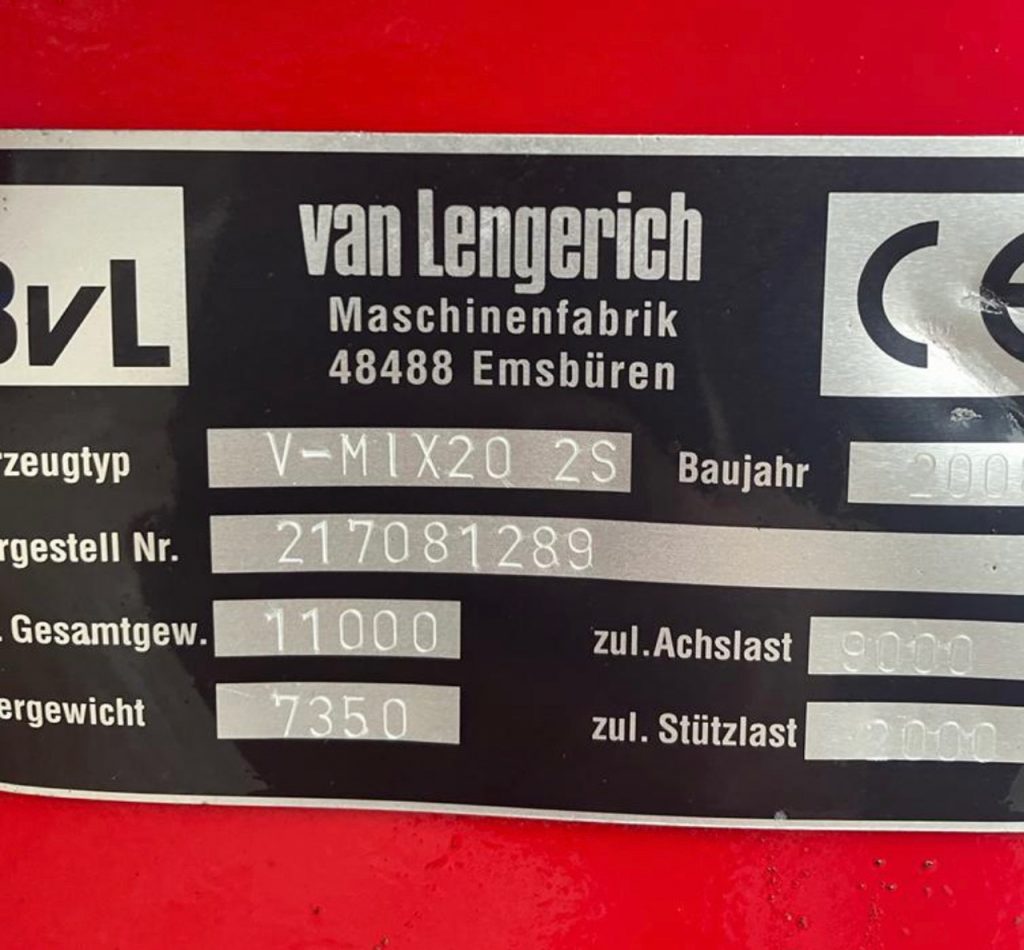 BvL
van Lengerich
Maschinenfabrik
48488 Emsbüren
CE
rzeugtyp V-MIX20 2S Baujahr
rgestell Nr. 217081289
. Gesamtgew. 11000 zul. Achslast 9000
ergewicht 7350 zul. Stützlast 2000